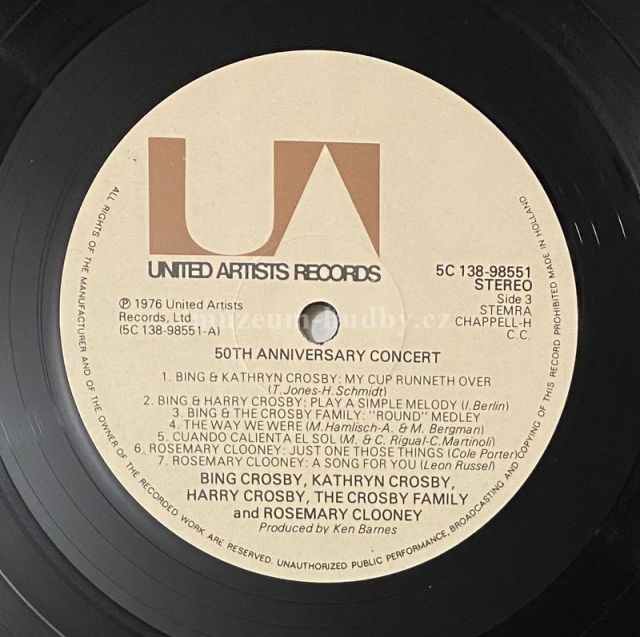 UA
UNITED ARTISTS RECORDS
5C 138-98551
STEREO
Side 3
STEMRA
CHAPPELL-H
C.C.
℗ 1976 United Artists
Records, Ltd
(5C 138-98551-A)
muzeum-hudby.cz
50TH ANNIVERSARY CONCERT
1. BING & KATHRYN CROSBY: MY CUP RUNNETH OVER
(T. Jones-H. Schmidt)
2. BING & HARRY CROSBY: PLAY A SIMPLE MELODY (I. Berlin)
3. BING & THE CROSBY FAMILY: "ROUND" MEDLEY
4. THE WAY WE WERE (M. Hamlisch-A. & M. Bergman)
5. CUANDO CALIENTA EL SOL (M. & C. Rigual-C. Martinoli)
6. ROSEMARY CLOONEY: JUST ONE THOSE THINGS (Cole Porter)
7. ROSEMARY CLOONEY: A SONG FOR YOU (Leon Russel)
BING CROSBY, KATHRYN CROSBY,
HARRY CROSBY, THE CROSBY FAMILY
and ROSEMARY CLOONEY
Produced by Ken Barnes
ALL RIGHTS OF THE MANUFACTURER AND OF THE OWNER OF THE RECORDED WORK ARE RESERVED. UNAUTHORIZED PUBLIC PERFORMANCE, BROADCASTING AND COPYING OF THIS RECORD PROHIBITED MADE IN HOLLAND